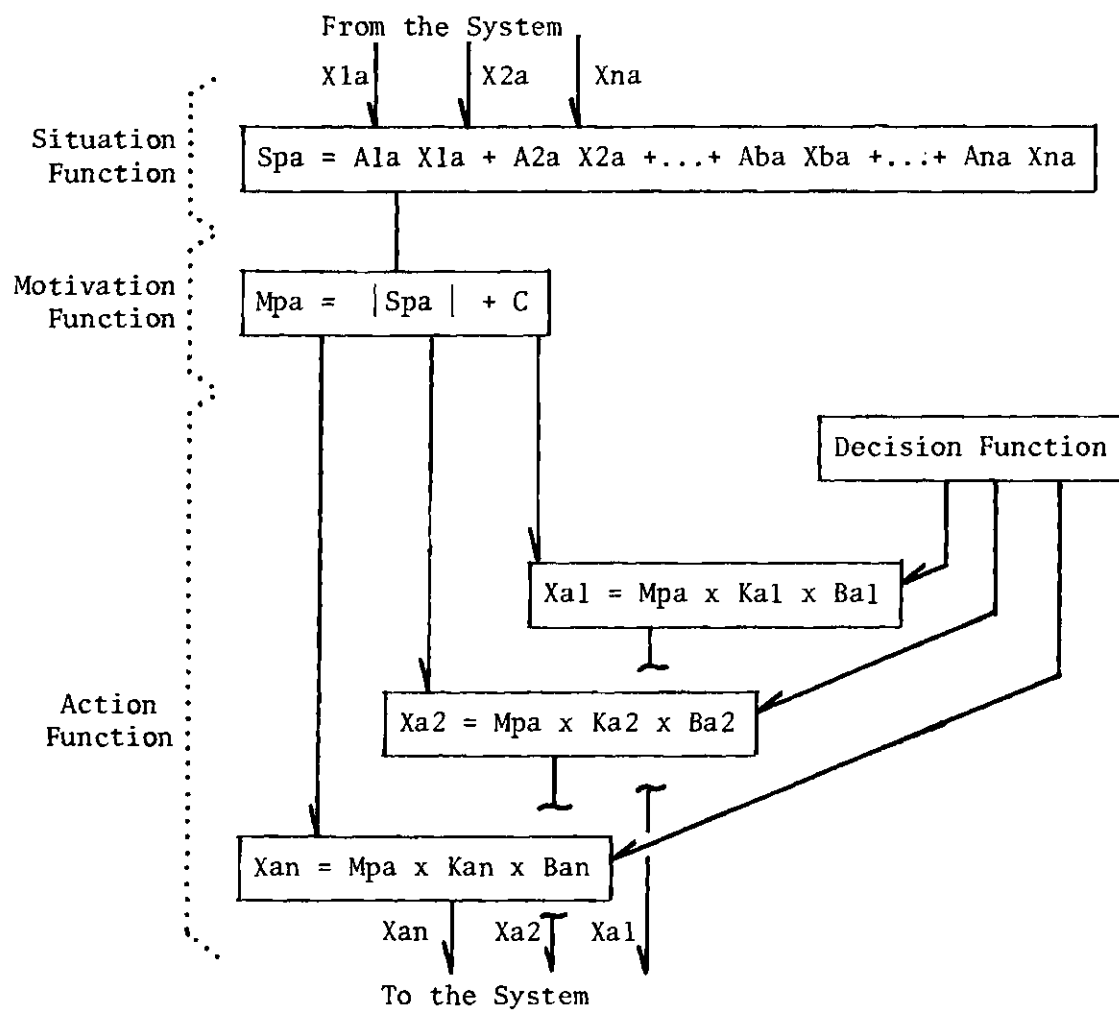 From the System
X1a X2a Xna
Situation
Function
Spa = A1a X1a + A2a X2a +...+ Aba Xba +...+ Ana Xna
Motivation
Function
Mpa = |Spa | + C
Decision Function
Xa1 = Mpa x Ka1 x Ba1
Action
Function
Xa2 = Mpa x Ka2 x Ba2
Xan = Mpa x Kan x Ban
Xan Xa2 Xa1
To the System